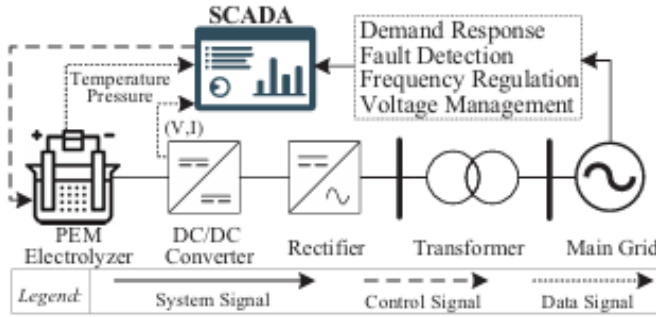 SCADA
Demand Response
Fault Detection
Frequency Regulation
Voltage Management
Temperature
Pressure
(V,I)
+ −
PEM
Electrolyzer
DC/DC
Converter
Rectifier
Transformer
Main Grid
Legend:
System Signal
Control Signal
Data Signal